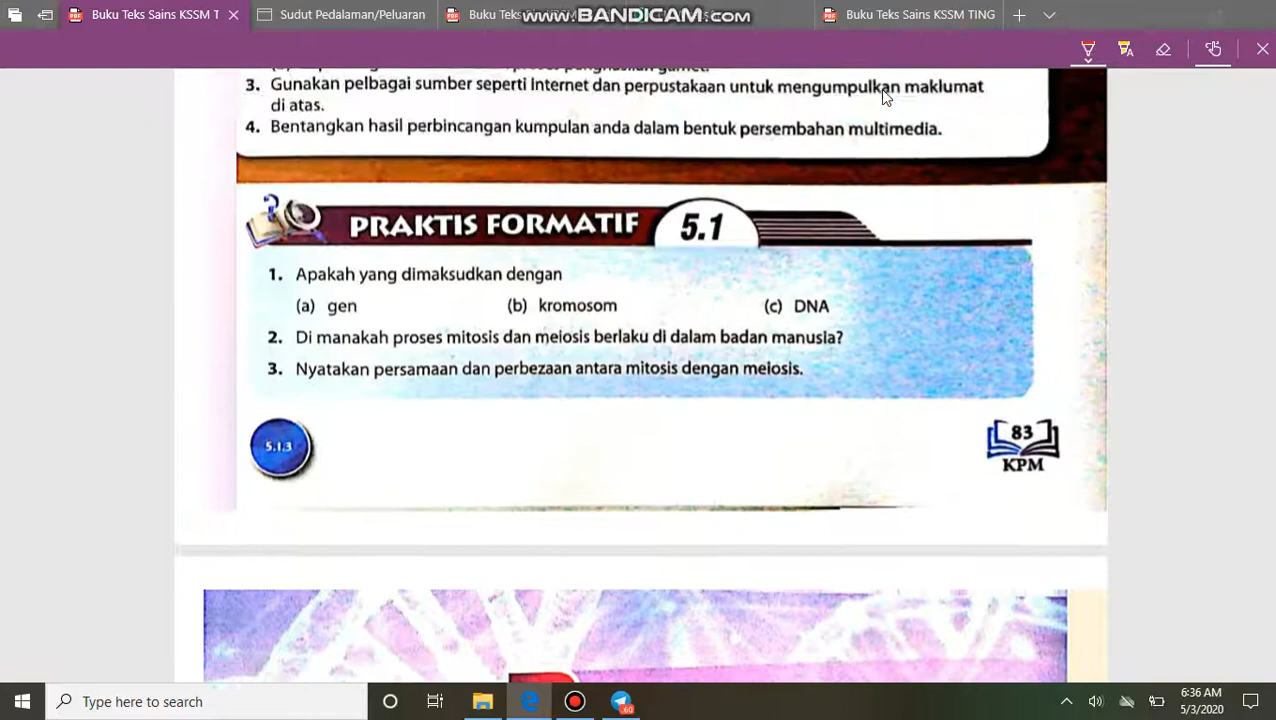 Buku Teks Sains KSSM T
Sudut Pedalaman/Peluaran
Buku Teks
www.BANDICAM.com
Buku Teks Sains KSSM TING
3. Gunakan pelbagai sumber seperti Internet dan perpustakaan untuk mengumpulkan maklumat
di atas.
4. Bentangkan hasil perbincangan kumpulan anda dalam bentuk persembahan multimedia.
PRAKTIS FORMATIF 5.1
1. Apakah yang dimaksudkan dengan
(a) gen (b) kromosom (c) DNA
2. Di manakah proses mitosis dan meiosis berlaku di dalam badan manusia?
3. Nyatakan persamaan dan perbezaan antara mitosis dengan meiosis.
5.1.3
83
KPM
Type here to search
60
6:36 AM
5/3/2020